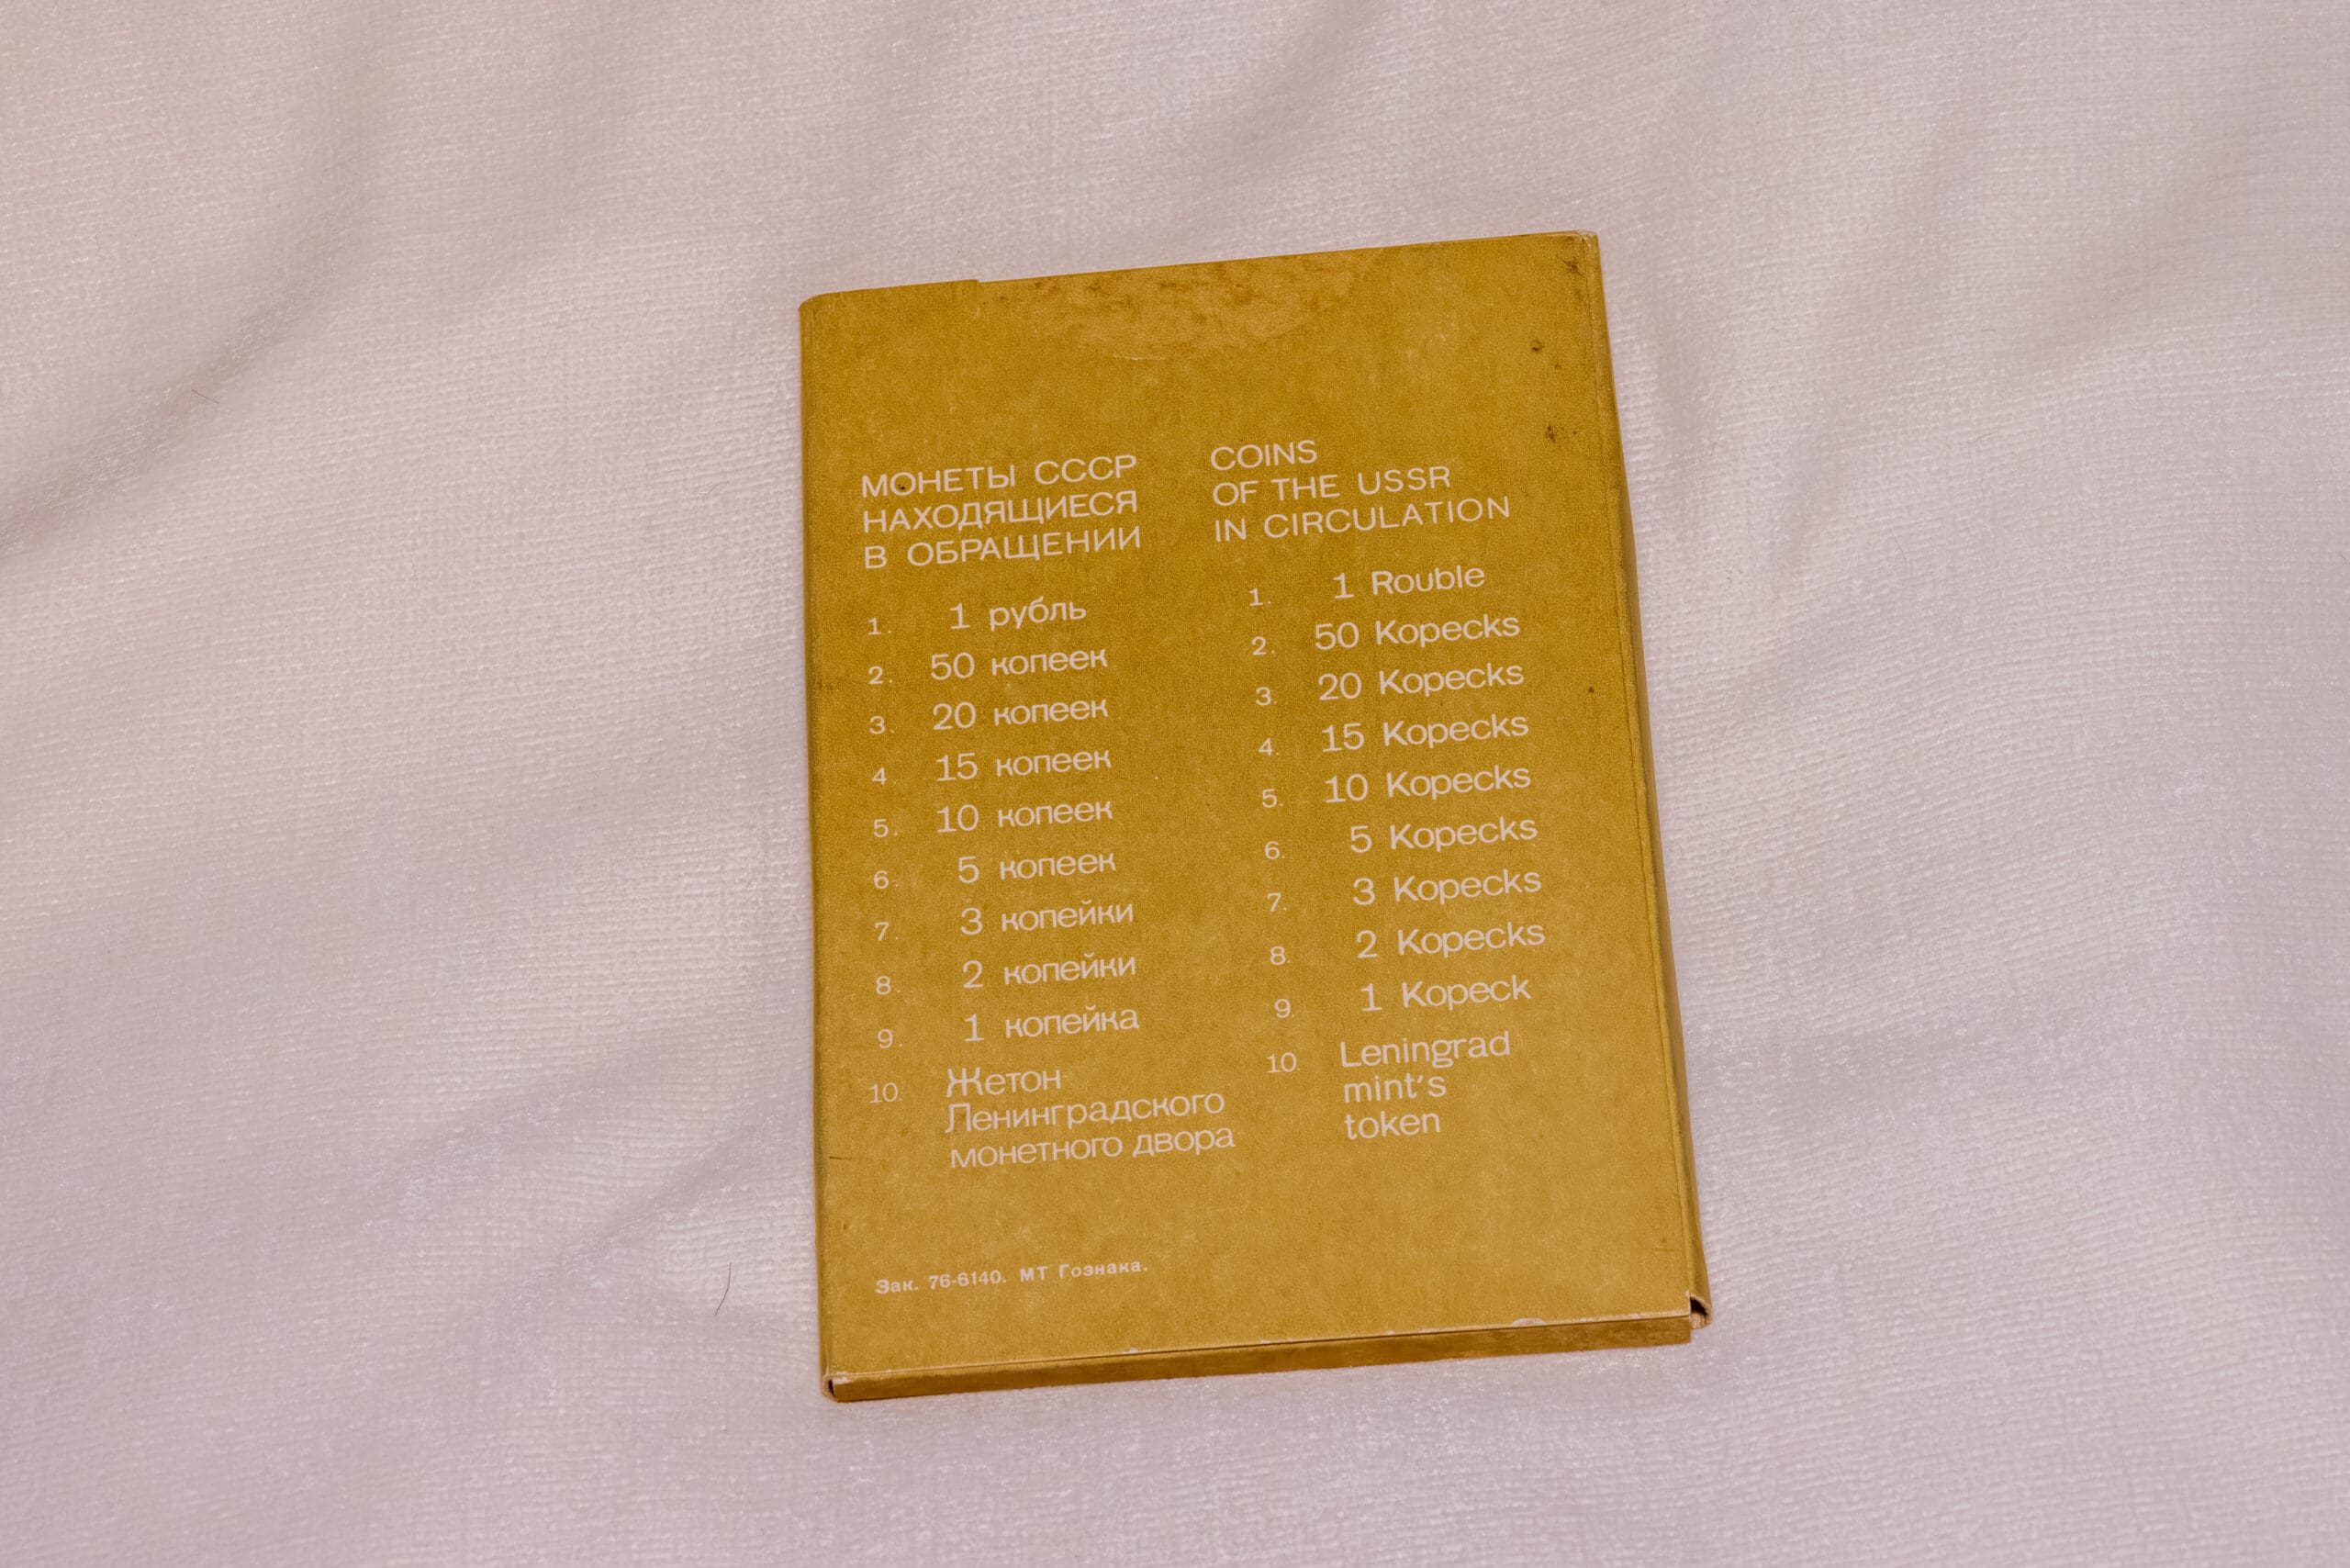 МОНЕТЫ СССР
НАХОДЯЩИЕСЯ
В ОБРАЩЕНИИ
1. 1 рубль
2. 50 копеек
3. 20 копеек
4 15 копеек
5. 10 копеек
6. 5 копеек
7. 3 копейки
8. 2 копейки
9. 1 копейка
10. Жетон
Ленинградского
монетного двора
COINS
OF THE USSR
IN CIRCULATION
1. 1 Rouble
2. 50 Kopecks
3. 20 Kopecks
4. 15 Kopecks
5. 10 Kopecks
6. 5 Kopecks
7. 3 Kopecks
8. 2 Kopecks
9. 1 Kopeck
10. Leningrad
mint's
token
Зак. 76-6140. МТ Гознака.